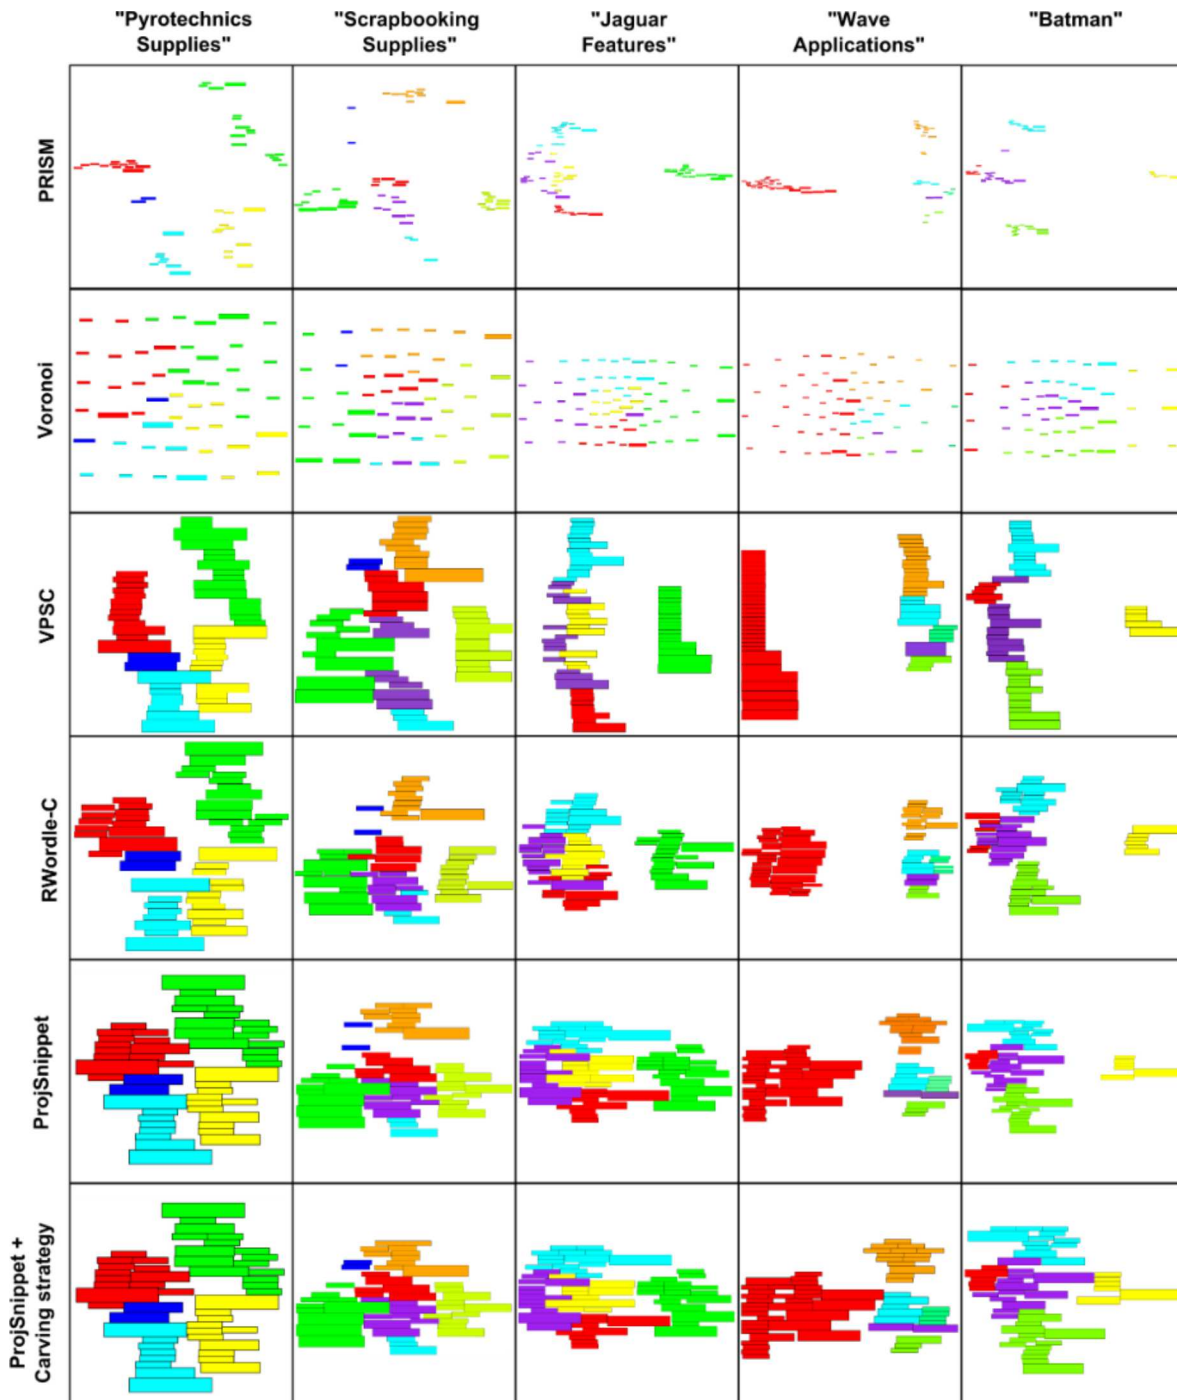 "Pyrotechnics
Supplies"
"Scrapbooking
Supplies"
"Jaguar
Features"
"Wave
Applications"
"Batman"
PRISM
Voronoi
VPSC
RWordle-C
ProjSnippet
ProjSnippet +
Carving strategy